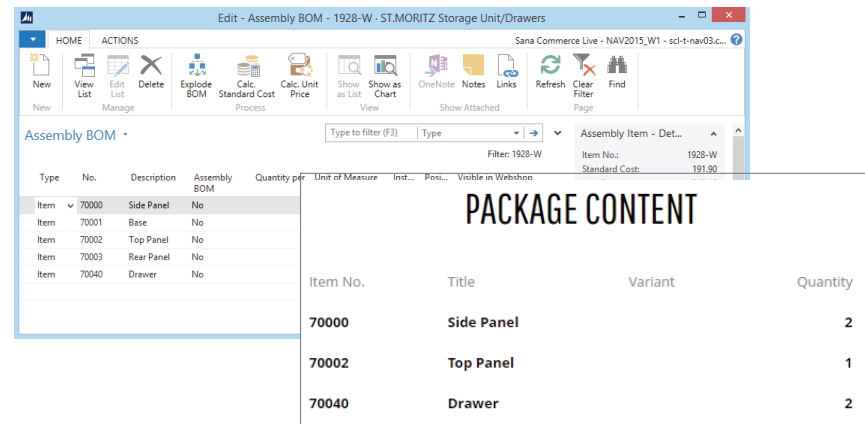 Edit - Assembly BOM - 1928-W · ST.MORITZ Storage Unit/Drawers
HOME ACTIONS
Sana Commerce Live - NAV2015_W1 - scl-t-nav03.c...
New
View List
Edit List
Delete
Explode BOM
Calc. Standard Cost
Calc. Unit Price
Show as List
Show as Chart
OneNote
Notes
Links
Refresh
Clear Filter
Find
New Manage Process View Show Attached Page
Assembly BOM
Type to filter (F3) Type
Filter: 1928-W
Assembly Item - Det...
Item No.: 1928-W
Standard Cost: 191.90
Type No. Description Assembly BOM Quantity per Unit of Measure Inst... Posi... Visible in Webshop
Item 70000 Side Panel No
Item 70001 Base No
Item 70002 Top Panel No
Item 70003 Rear Panel No
Item 70040 Drawer No
PACKAGE CONTENT
Item No. Title Variant Quantity
70000 Side Panel 2
70002 Top Panel 1
70040 Drawer 2